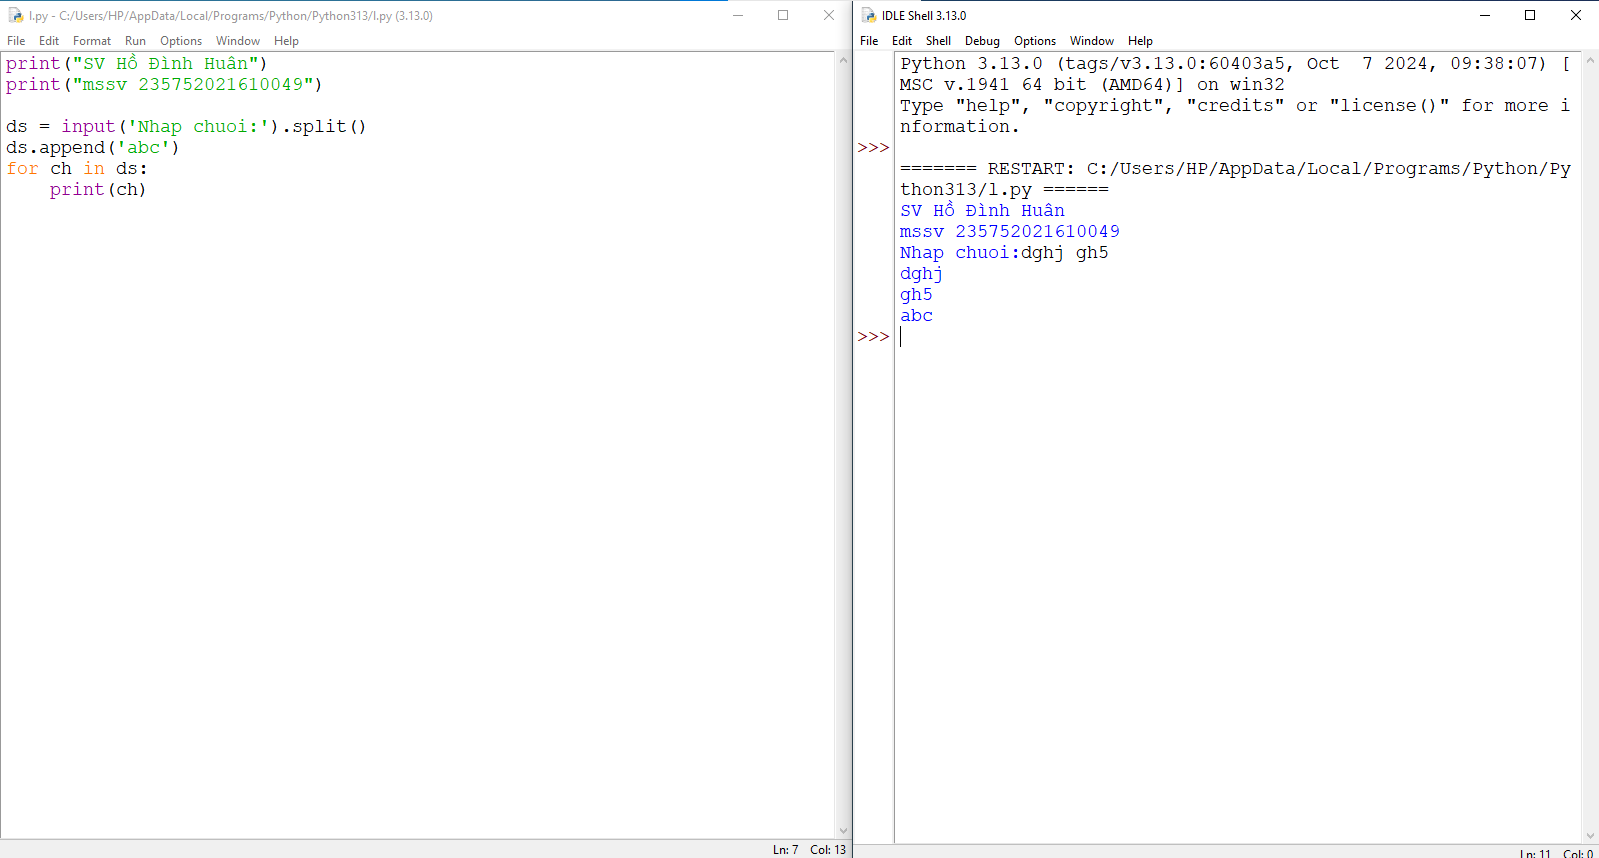 l.py - C:/Users/HP/AppData/Local/Programs/Python/Python313/l.py (3.13.0)
File Edit Format Run Options Window Help
print("SV Hồ Đình Huân")
print("mssv 235752021610049")
ds = input('Nhap chuoi:').split()
ds.append('abc')
for ch in ds:
    print(ch)
Ln: 7 Col: 13
IDLE Shell 3.13.0
File Edit Shell Debug Options Window Help
Python 3.13.0 (tags/v3.13.0:60403a5, Oct  7 2024, 09:38:07) [
MSC v.1941 64 bit (AMD64)] on win32
Type "help", "copyright", "credits" or "license()" for more i
nformation.
>>>
======= RESTART: C:/Users/HP/AppData/Local/Programs/Python/Py
thon313/l.py ======
SV Hồ Đình Huân
mssv 235752021610049
Nhap chuoi:dghj gh5
dghj
gh5
abc
>>>
Ln: 11 Col: 0